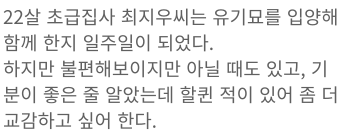 22살 초급집사 최지우씨는 유기묘를 입양해
함께 한지 일주일이 되었다.
하지만 불편해보이지만 아닐 때도 있고, 기
분이 좋은 줄 알았는데 할퀸 적이 있어 좀 더
교감하고 싶어 한다.